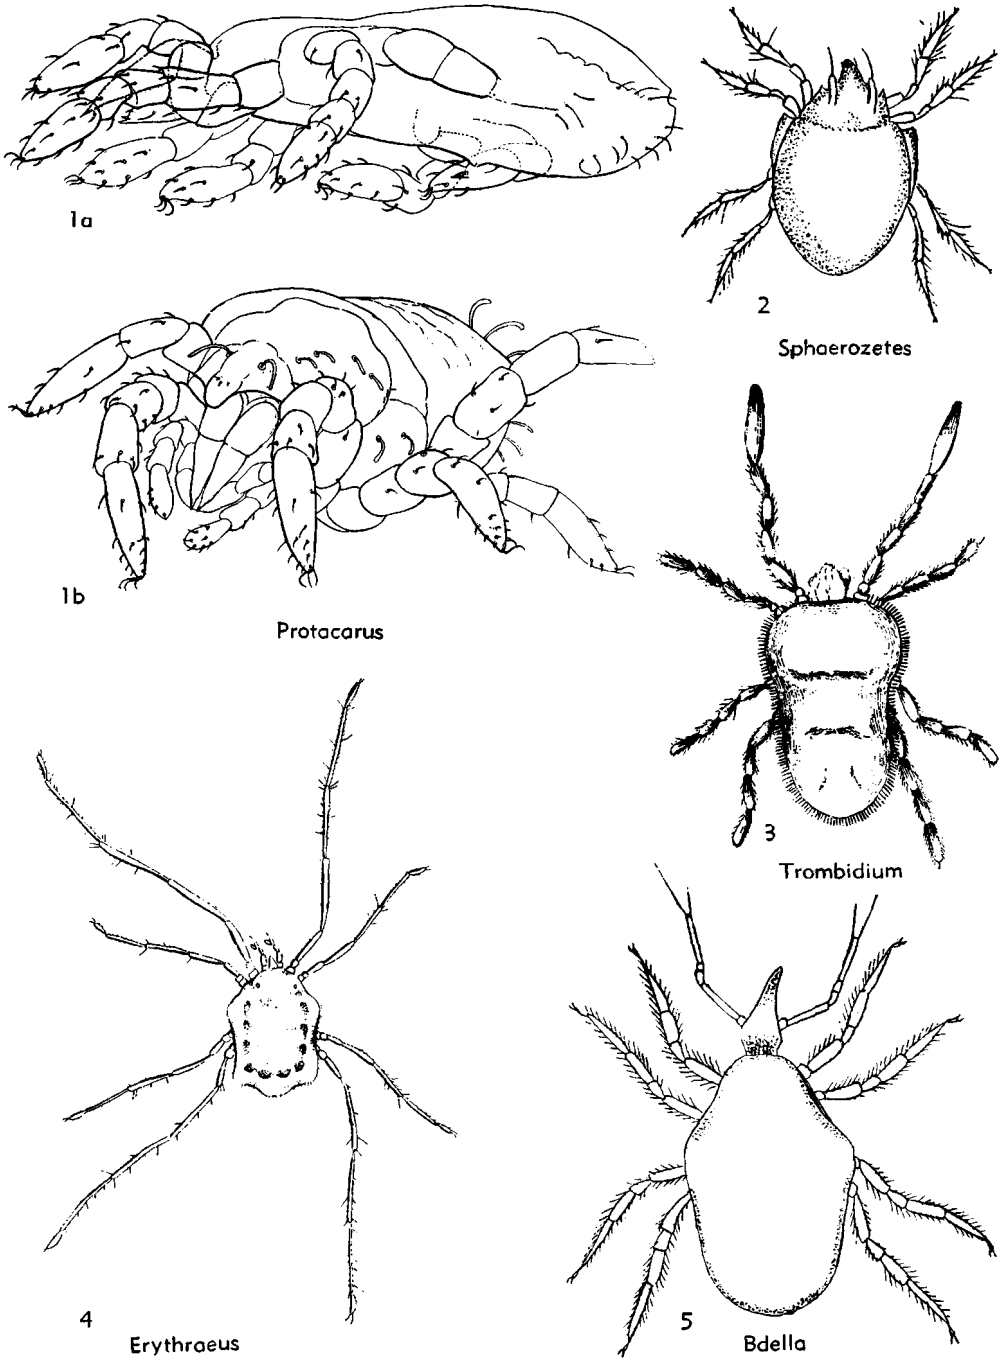 1a
2
Sphaerozetes
1b
Protacarus
3
Trombidium
4
Erythraeus
5
Bdella